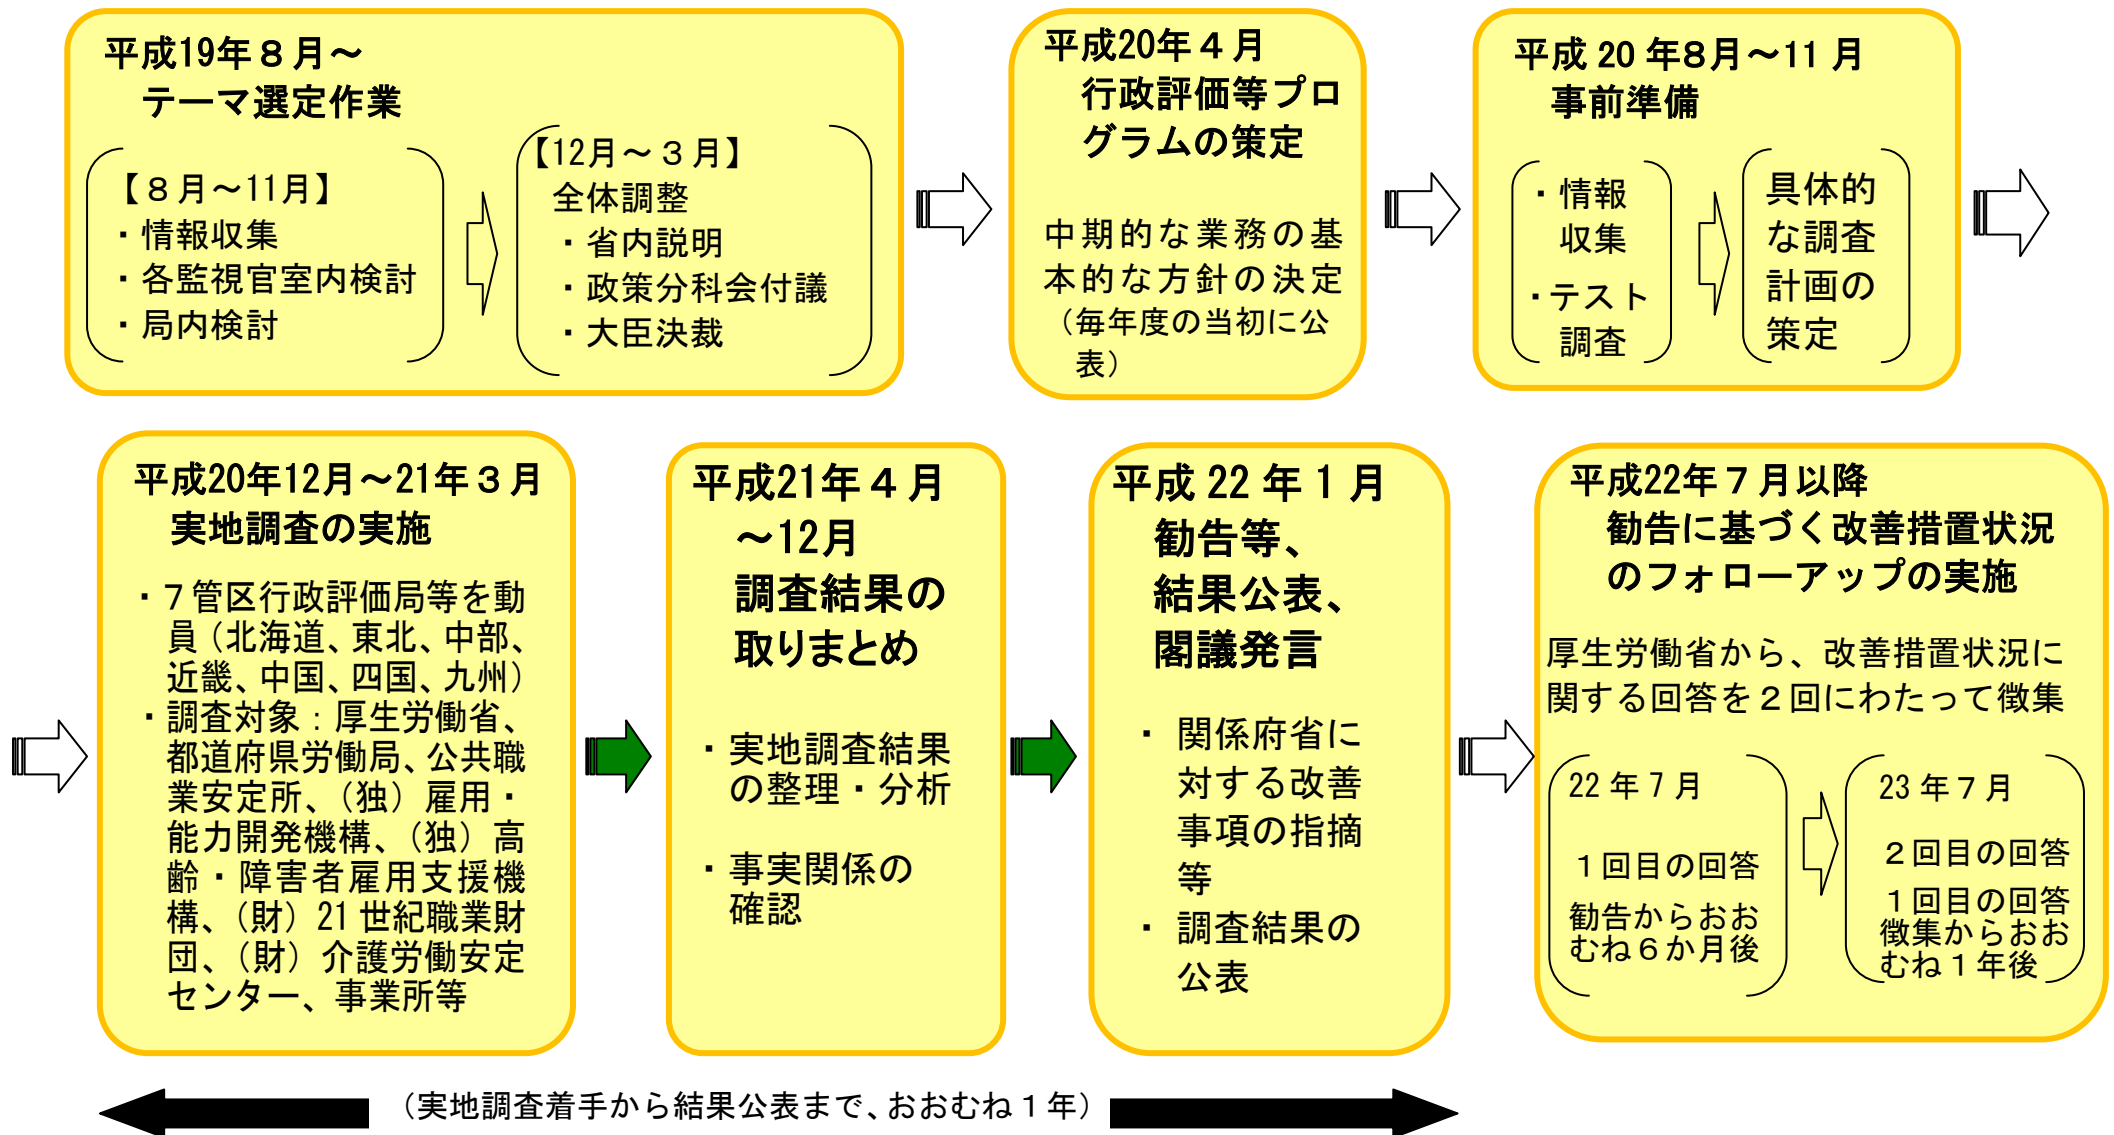 平成19年８月～
テーマ選定作業
【８月～11月】
・情報収集
・各監視官室内検討
・局内検討
【12月～３月】
全体調整
・省内説明
・政策分科会付議
・大臣決裁
平成20年４月
行政評価等プロ
グラムの策定
中期的な業務の基
本的な方針の決定
（毎年度の当初に公
表）
平成 20 年8月～11 月
事前準備
・情報
収集
・テスト
調査
具体的
な調査
計画の
策定
平成20年12月～21年３月
実地調査の実施
・７管区行政評価局等を動
員（北海道、東北、中部、
近畿、中国、四国、九州）
・調査対象：厚生労働省、
都道府県労働局、公共職
業安定所、（独）雇用・
能力開発機構、（独）高
齢・障害者雇用支援機
構、（財）21 世紀職業財
団、（財）介護労働安定
センター、事業所等
平成21年４月
～12月
調査結果の
取りまとめ
・実地調査結果
の整理・分析
・事実関係の
確認
平成 22 年１月
勧告等、
結果公表、
閣議発言
・ 関係府省に
対する改善
事項の指摘
等
・ 調査結果の
公表
平成22年７月以降
勧告に基づく改善措置状況
のフォローアップの実施
厚生労働省から、改善措置状況に
関する回答を２回にわたって徴集
22 年７月
１回目の回答
勧告からおお
むね６か月後
23 年７月
２回目の回答
１回目の回答
徴集からおお
むね１年後
（実地調査着手から結果公表まで、おおむね１年）